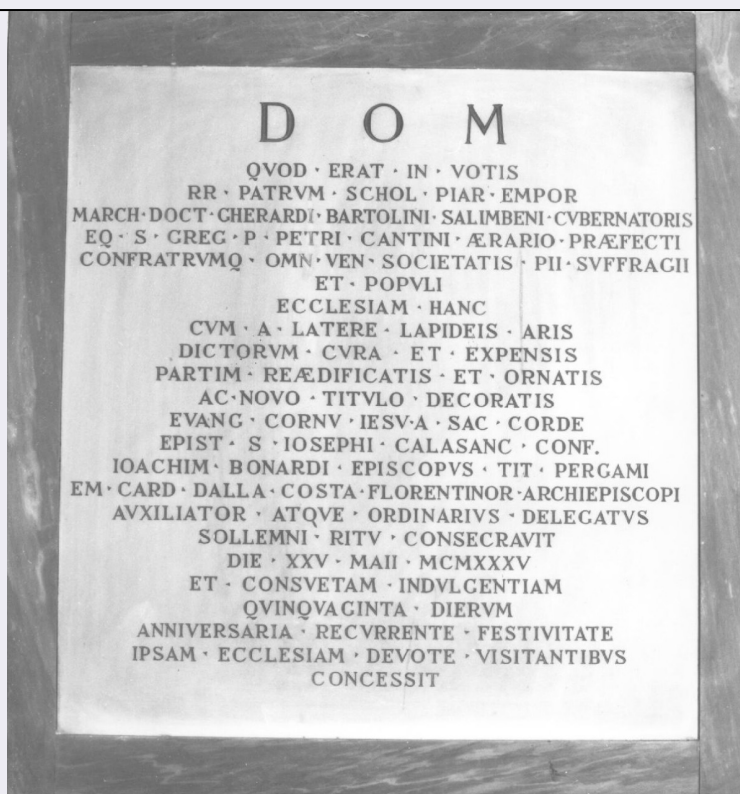 D O M
QVOD · ERAT · IN · VOTIS
RR · PATRVM · SCHOL · PIAR · EMPOR
MARCH · DOCT · GHERARDI · BARTOLINI · SALIMBENI · CVBERNATORIS
EQ · S · GREG · P · PETRI · CANTINI · ÆRARIO · PRÆFECTI
CONFRATRVMQ · OMN · VEN · SOCIETATIS · PII · SVFFRAGII
ET · POPVLI
ECCLESIAM · HANC
CVM · A · LATERE · LAPIDEIS · ARIS
DICTORVM · CVRA · ET · EXPENSIS
PARTIM · REÆDIFICATIS · ET · ORNATIS
AC · NOVO · TITVLO · DECORATIS
EVANG · CORNV · IESV · A · SAC · CORDE
EPIST · S · IOSEPHI · CALASANC · CONF.
IOACHIM · BONARDI · EPISCOPVS · TIT · PERGAMI
EM · CARD · DALLA · COSTA · FLORENTINOR · ARCHIEPISCOPI
AVXILIATOR · ATQVE · ORDINARIVS · DELEGATVS
SOLLEMNI · RITV · CONSECRAVIT
DIE · XXV · MAII · MCMXXXV
ET · CONSVETAM · INDVLGENTIAM
QVINQVAGINTA · DIERVM
ANNIVERSARIA · RECVRRENTE · FESTIVITATE
IPSAM · ECCLESIAM · DEVOTE · VISITANTIBVS
CONCESSIT